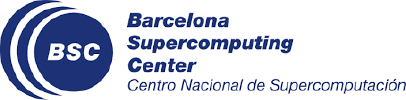 BSC
Barcelona
Supercomputing
Center
Centro Nacional de Supercomputación